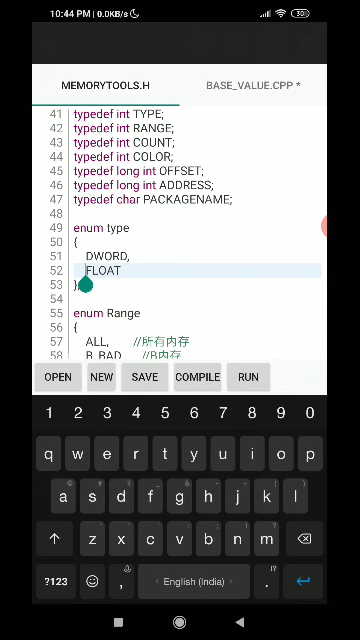 10:44 PM | 0.0KB/s
30
MEMORYTOOLS.H
BASE_VALUE.CPP *
41 typedef int TYPE;
42 typedef int RANGE;
43 typedef int COUNT;
44 typedef int COLOR;
45 typedef long int OFFSET;
46 typedef long int ADDRESS;
47 typedef char PACKAGENAME;
48
49 enum type
50 {
51 DWORD,
52 FLOAT
53 };
54
55 enum Range
56 {
57 ALL, //所有内存
58 B_BAD, //B内存
OPEN NEW SAVE COMPILE RUN
1 2 3 4 5 6 7 8 9 0
q w e r t y u i o p
@ # & * - + = ( )
a s d f g h j k l
_ $ " ' : ; /
z x c v b n m
?123 , English (India) . !?